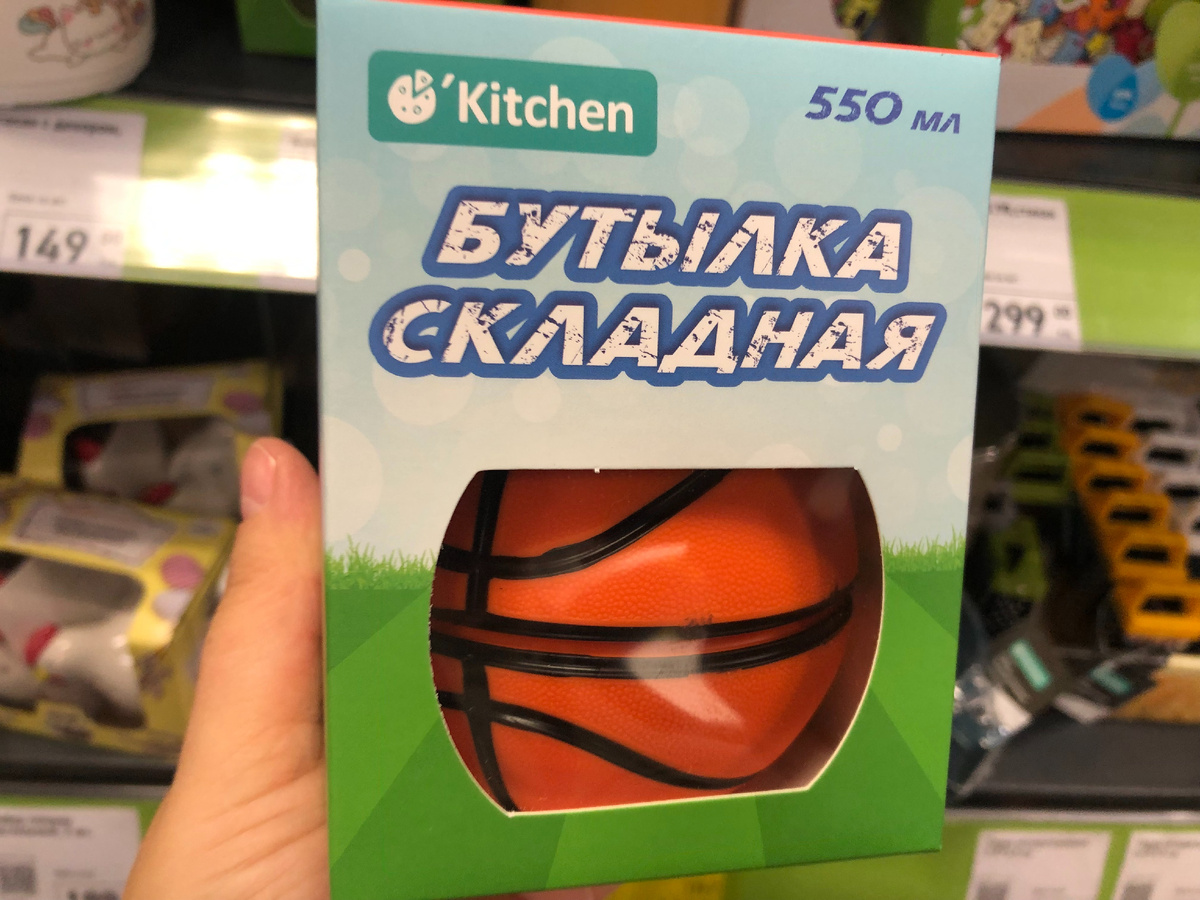 'Kitchen
550 мл
БУТЫЛКА
СКЛАДНАЯ
149
299